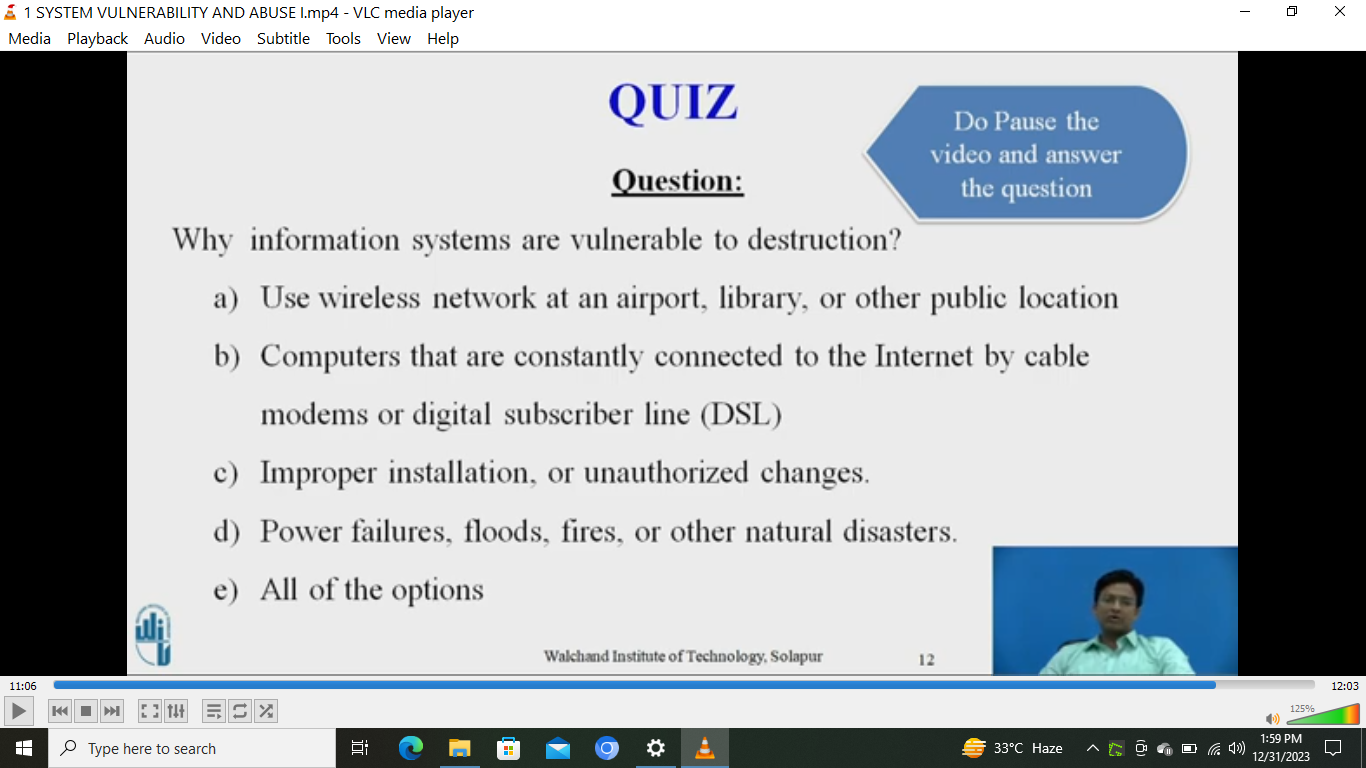 1 SYSTEM VULNERABILITY AND ABUSE I.mp4 - VLC media player
Media Playback Audio Video Subtitle Tools View Help
QUIZ
Do Pause the
video and answer
the question
Question:
Why information systems are vulnerable to destruction?
a) Use wireless network at an airport, library, or other public location
b) Computers that are constantly connected to the Internet by cable
modems or digital subscriber line (DSL)
c) Improper installation, or unauthorized changes.
d) Power failures, floods, fires, or other natural disasters.
e) All of the options
Walchand Institute of Technology, Solapur 12
11:06 12:03
125%
Type here to search
33°C Haze
1:59 PM
12/31/2023